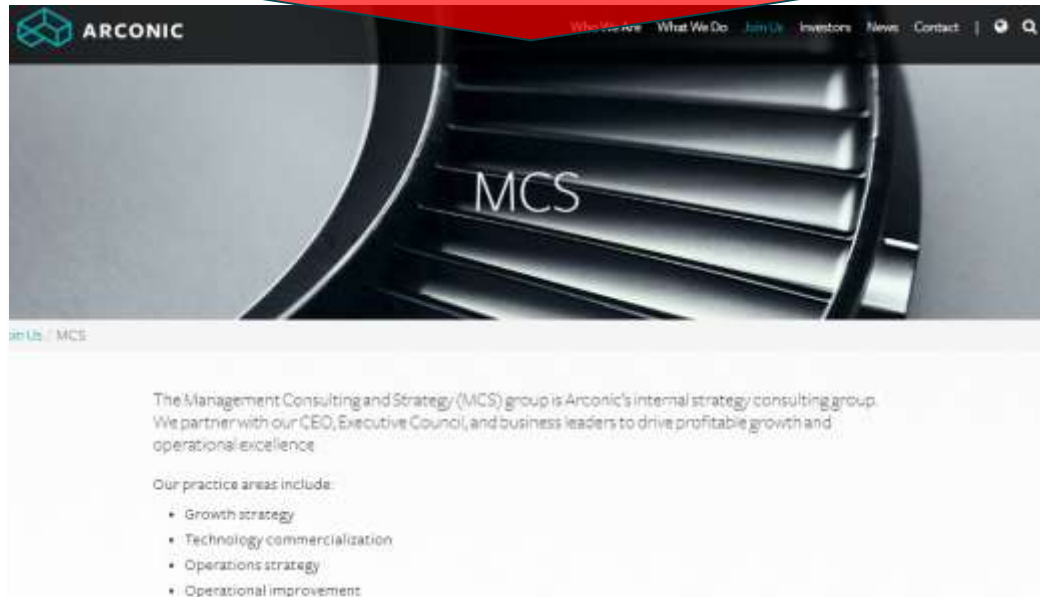 ARCONIC
Who We Are What We Do Join Us Investors News Contact |
MCS
Join Us / MCS
The Management Consulting and Strategy (MCS) group is Arconic's internal strategy consulting group.
We partner with our CEO, Executive Council, and business leaders to drive profitable growth and
operational excellence
Our practice areas include:
• Growth strategy
• Technology commercialization
• Operations strategy
• Operational improvement